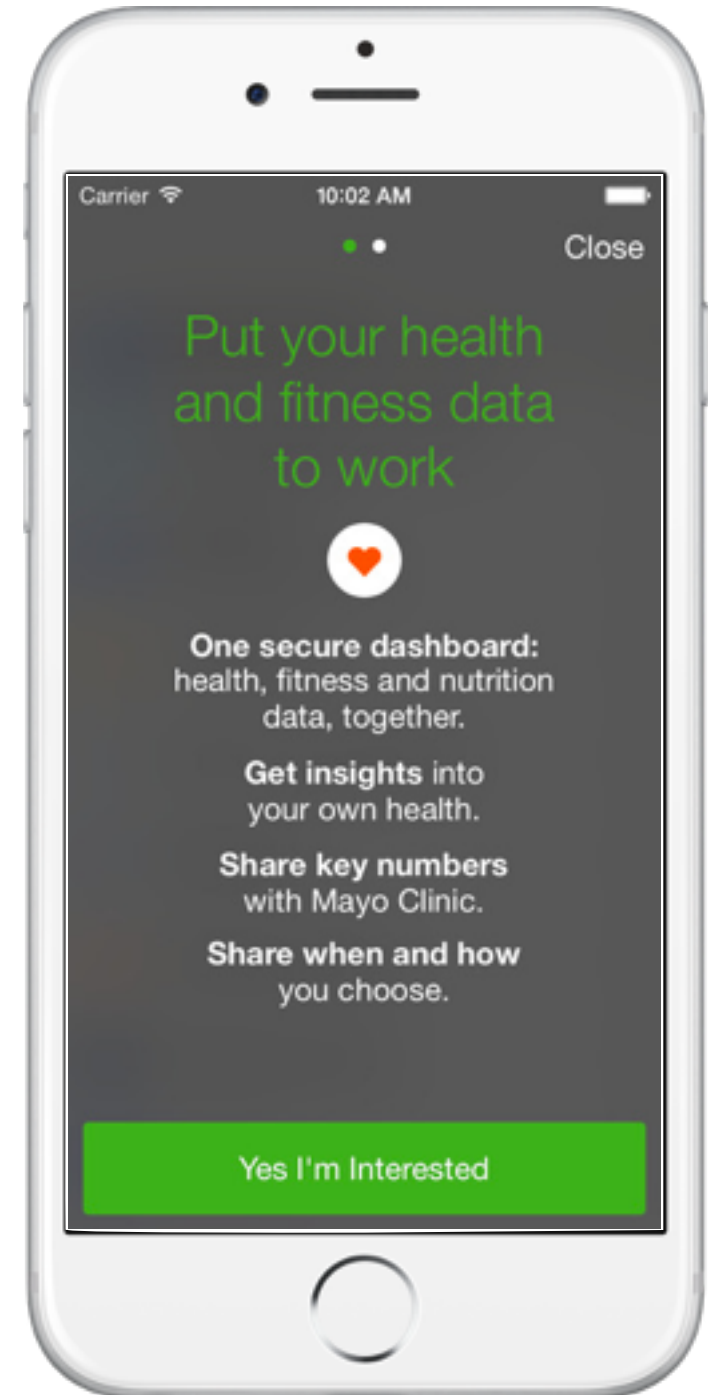 Carrier 10:02 AM
Close
Put your health
and fitness data
to work
One secure dashboard:
health, fitness and nutrition
data, together.
Get insights into
your own health.
Share key numbers
with Mayo Clinic.
Share when and how
you choose.
Yes I'm Interested